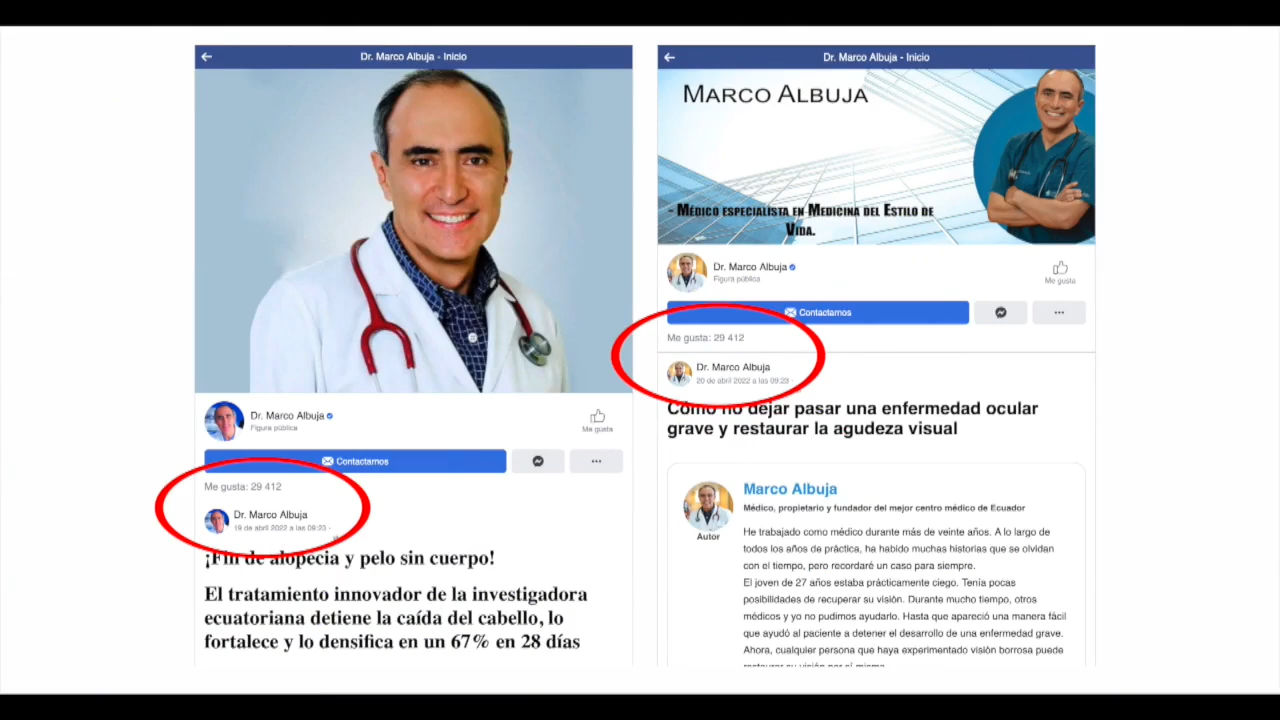 Dr. Marco Albuja - Inicio
Dr. Marco Albuja
Figura pública
Me gusta
Contactarnos
...
Me gusta: 29 412
Dr. Marco Albuja
19 de abril 2022 a las 09:23 ·
¡Fin de alopecia y pelo sin cuerpo!
El tratamiento innovador de la investigadora
ecuatoriana detiene la caída del cabello, lo
fortalece y lo densifica en un 67% en 28 días
Dr. Marco Albuja - Inicio
MARCO ALBUJA
- MÉDICO ESPECIALISTA EN MEDICINA DEL ESTILO DE
VIDA.
Dr. Marco Albuja
Figura pública
Me gusta
Contactarnos
...
Me gusta: 29 412
Dr. Marco Albuja
20 de abril 2022 a las 09:23 ·
Cómo no dejar pasar una enfermedad ocular
grave y restaurar la agudeza visual
Marco Albuja
Médico, propietario y fundador del mejor centro médico de Ecuador
Autor
He trabajado como médico durante más de veinte años. A lo largo de
todos los años de práctica, ha habido muchas historias que se olvidan
con el tiempo, pero recordaré un caso para siempre.
El joven de 27 años estaba prácticamente ciego. Tenía pocas
posibilidades de recuperar su visión. Durante mucho tiempo, otros
médicos y yo no pudimos ayudarlo. Hasta que apareció una manera fácil
que ayudó al paciente a detener el desarrollo de una enfermedad grave.
Ahora, cualquier persona que haya experimentado visión borrosa puede
restaurar su visión por sí misma.